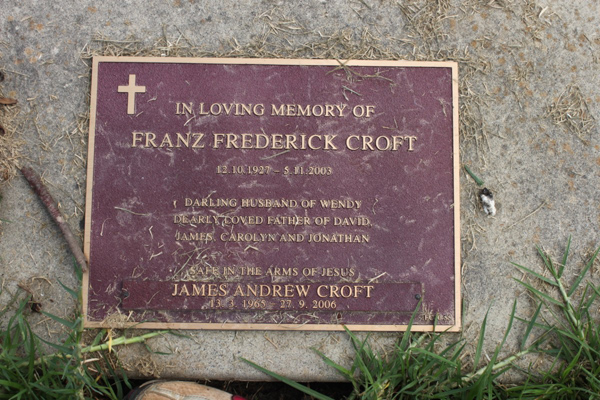 IN LOVING MEMORY OF
FRANZ FREDERICK CROFT
12.10.1927 - 5.11.2003
DARLING HUSBAND OF WENDY
DEARLY LOVED FATHER OF DAVID,
JAMES, CAROLYN AND JONATHAN
SAFE IN THE ARMS OF JESUS
JAMES ANDREW CROFT
13. 3. 1965 - 27. 9. 2006